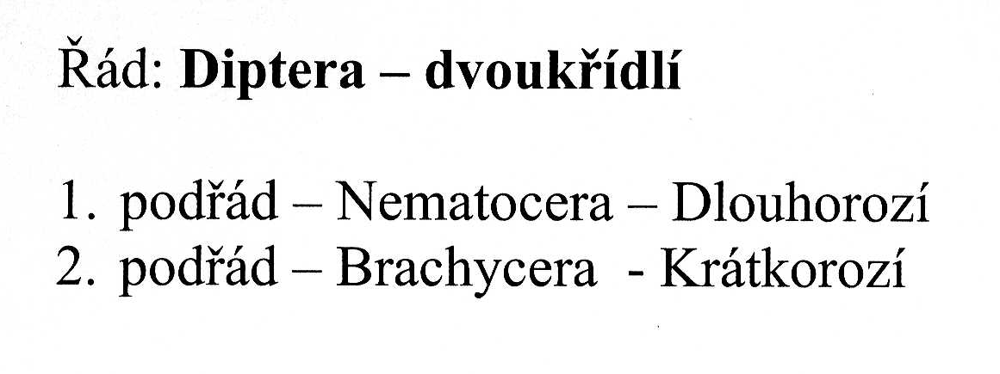 Řád: Diptera – dvoukřídlí
1. podřád – Nematocera – Dlouhorozí
2. podřád – Brachycera - Krátkorozí